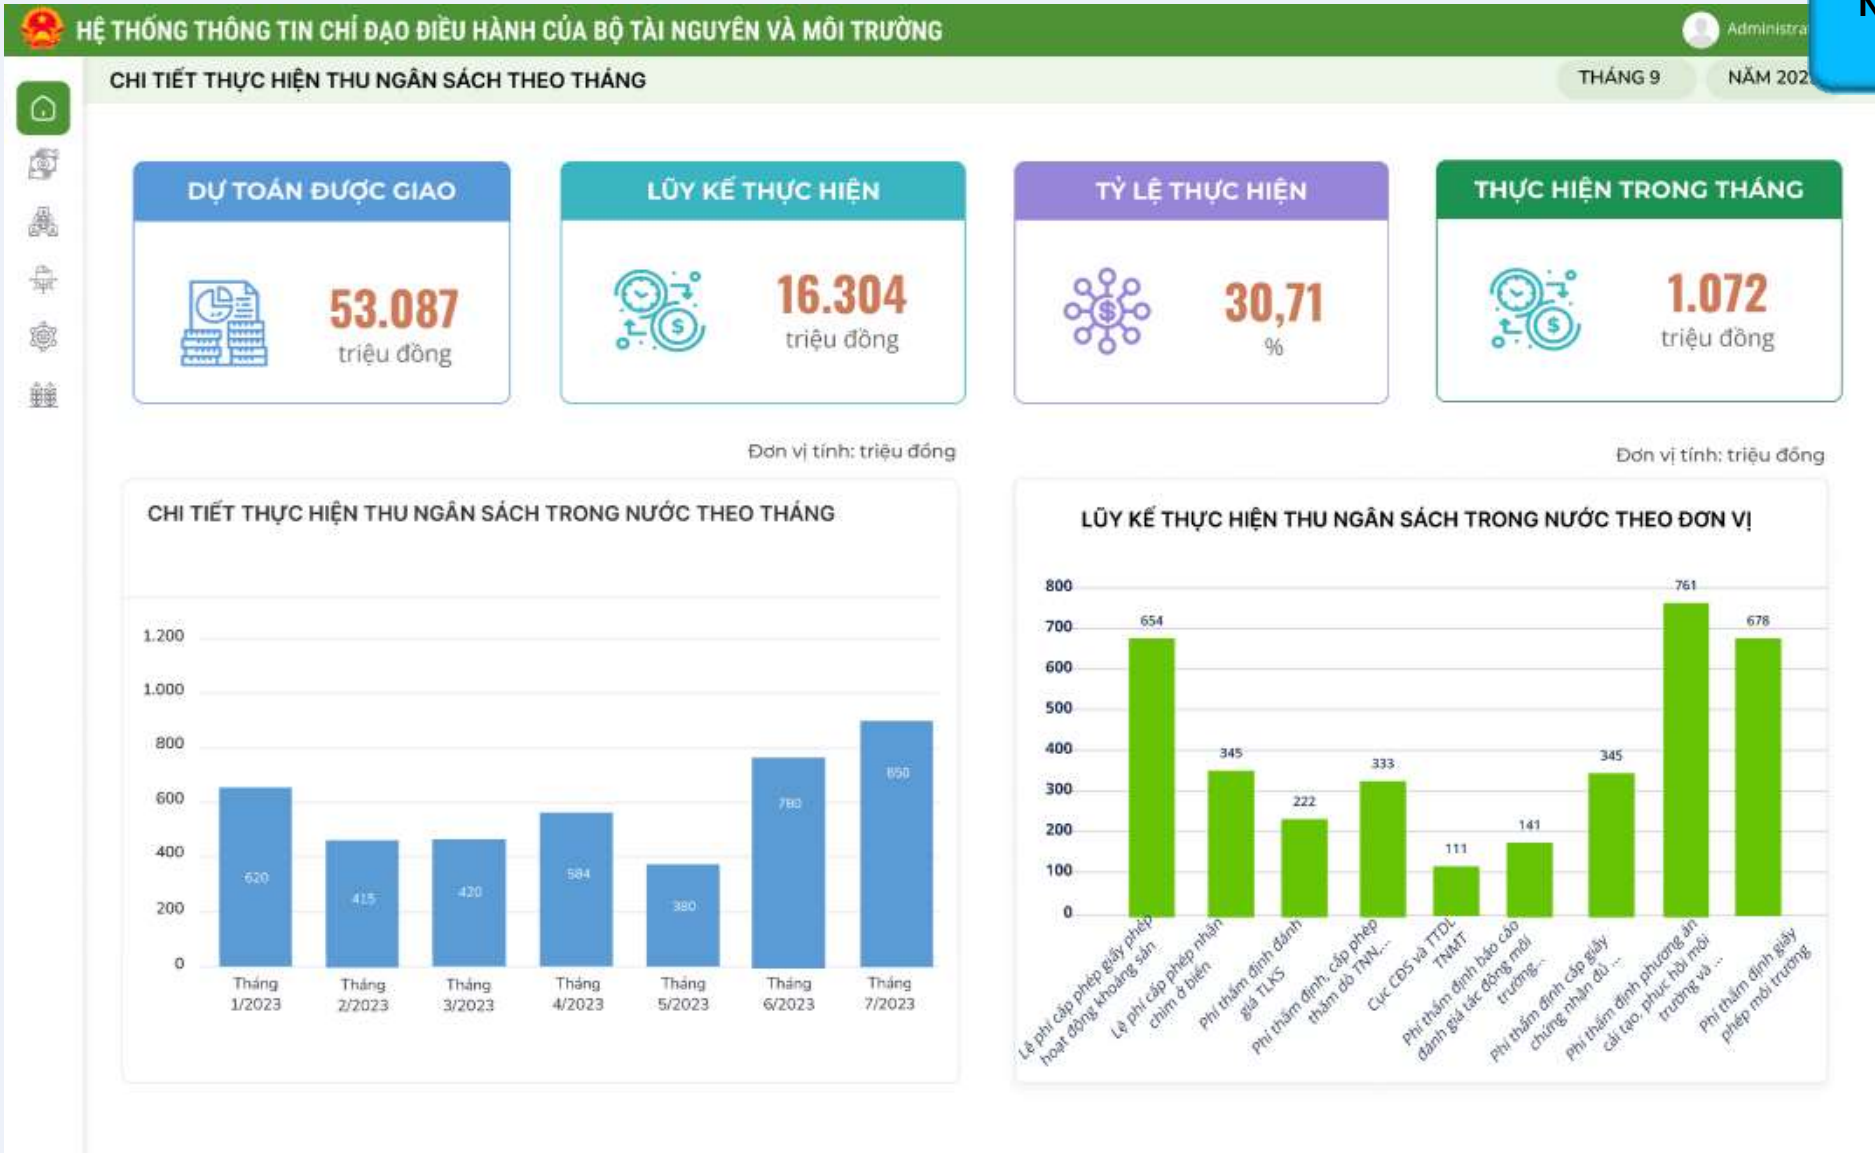 HỆ THỐNG THÔNG TIN CHỈ ĐẠO ĐIỀU HÀNH CỦA BỘ TÀI NGUYÊN VÀ MÔI TRƯỜNG
CHI TIẾT THỰC HIỆN THU NGÂN SÁCH THEO THÁNG
THÁNG 9
NĂM
DỰ TOÁN ĐƯỢC GIAO
53.087
triệu đồng
LŨY KẾ THỰC HIỆN
16.304
triệu đồng
TỶ LỆ THỰC HIỆN
30,71
%
THỰC HIỆN TRONG THÁNG
1.072
triệu đồng
Đơn vị tính: triệu đồng
CHI TIẾT THỰC HIỆN THU NGÂN SÁCH TRONG NƯỚC THEO THÁNG
1.200
1.000
800
600
400
200
0
620
415
420
584
380
780
850
Tháng
1/2023
Tháng
2/2023
Tháng
3/2023
Tháng
4/2023
Tháng
5/2023
Tháng
6/2023
Tháng
7/2023
Đơn vị tính: triệu đồng
LŨY KẾ THỰC HIỆN THU NGÂN SÁCH TRONG NƯỚC THEO ĐƠN VỊ
800
700
600
500
400
300
200
100
0
654
345
222
333
111
141
345
761
678
Lệ phí cấp phép giấy phép
hoạt động khoáng sản
Lệ phí cấp phép nhận
chìm ở biển
Phí thẩm định đánh
giá TLKS
Phí thẩm định, cấp phép
thăm dò TNN...
Cục CĐS và TTDL
TNMT
Phí thẩm định báo cáo
đánh giá tác động môi
trường...
Phí thẩm định cấp giấy
chứng nhận đủ ...
Phí thẩm định phương án
cải tạo, phục hồi môi
trường và ...
Phí thẩm định giấy
phép môi trường